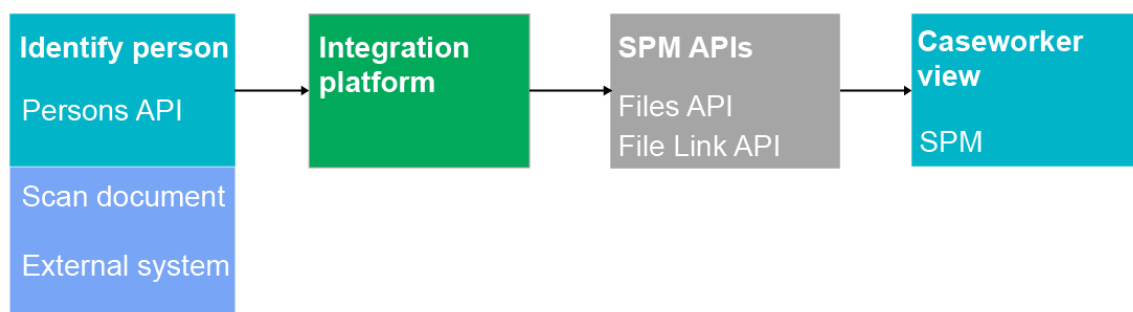 Identify person
Persons API
Scan document
External system
Integration
platform
SPM APIs
Files API
File Link API
Caseworker
view
SPM